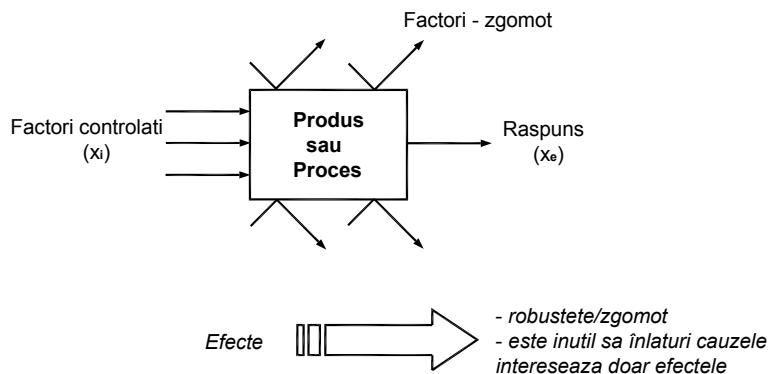 Factori - zgomot
Factori controlati
(xi)
Produs
sau
Proces
Raspuns
(xe)
Efecte
- robustete/zgomot
- este inutil sa înlaturi cauzele
intereseaza doar efectele